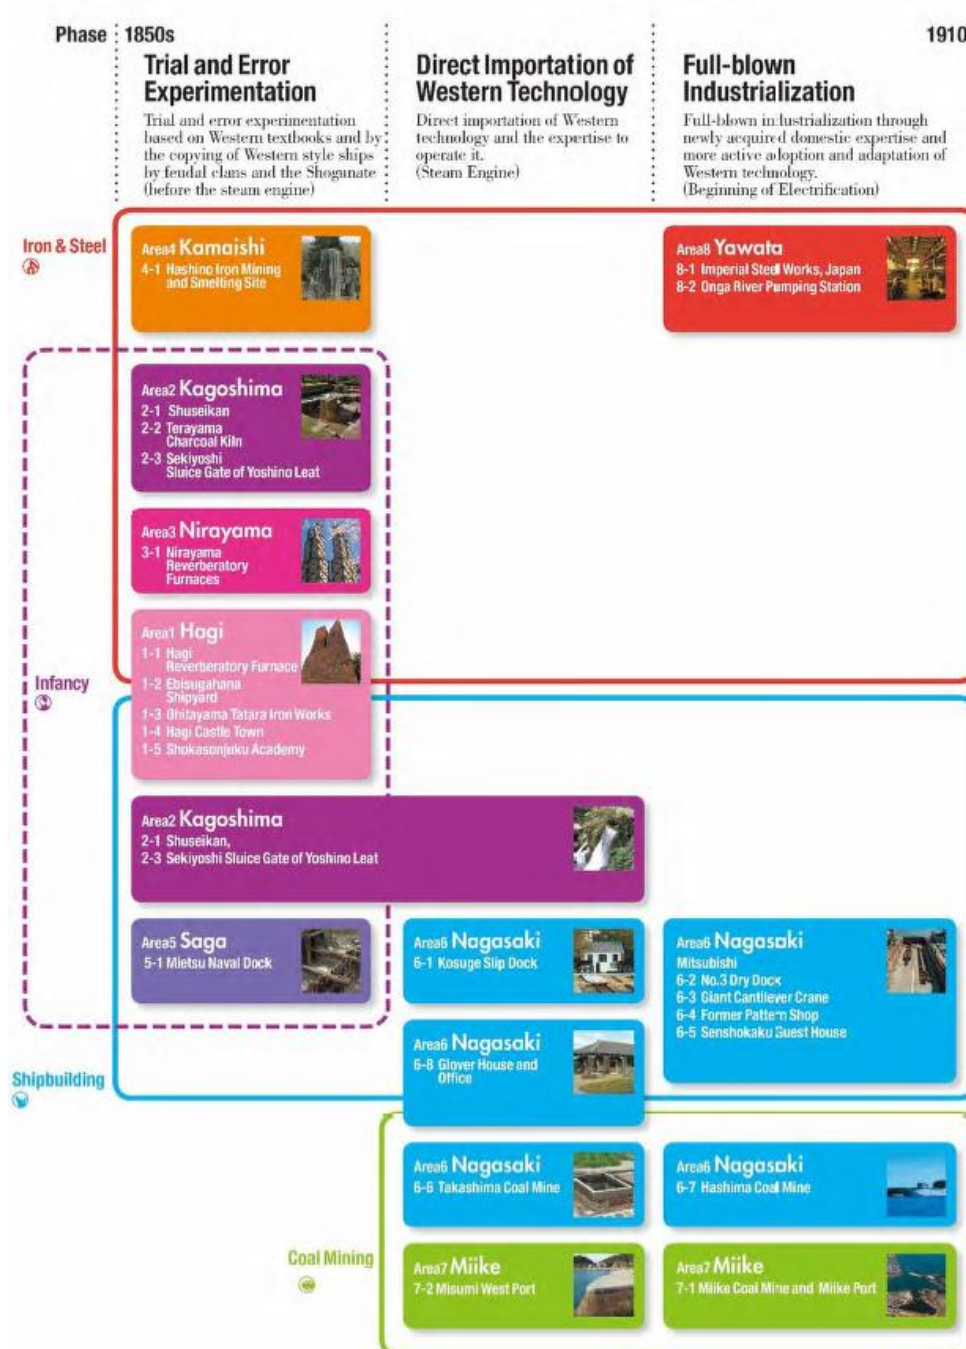 Phase 1850s 1910
Trial and Error
Experimentation
Trial and error experimentation
based on Western textbooks and by
the copying of Western style ships
by feudal clans and the Shogunate
(before the steam engine)
Direct Importation of
Western Technology
Direct importation of Western
technology and the expertise to
operate it.
(Steam Engine)
Full-blown
Industrialization
Full-blown industrialization through
newly acquired domestic expertise and
more active adoption and adaptation of
Western technology.
(Beginning of Electrification)
Iron & Steel
Area4 Kamaishi
4-1 Hashino Iron Mining
and Smelting Site
Area8 Yawata
8-1 Imperial Steel Works, Japan
8-2 Onga River Pumping Station
Area2 Kagoshima
2-1 Shuseikan
2-2 Terayama
Charcoal Kiln
2-3 Sekiyoshi
Sluice Gate of Yoshino Leat
Area3 Nirayama
3-1 Nirayama
Reverberatory
Furnaces
Infancy
Area1 Hagi
1-1 Hagi
Reverberatory Furnace
1-2 Ebisugahana
Shipyard
1-3 Ohitayama Tatara Iron Works
1-4 Hagi Castle Town
1-5 Shokasonjuku Academy
Area2 Kagoshima
2-1 Shuseikan,
2-3 Sekiyoshi Sluice Gate of Yoshino Leat
Area5 Saga
5-1 Mietsu Naval Dock
Area6 Nagasaki
6-1 Kosuge Slip Dock
Area6 Nagasaki
Mitsubishi
6-2 No.3 Dry Dock
6-3 Giant Cantilever Crane
6-4 Former Pattern Shop
6-5 Senshokaku Guest House
Area6 Nagasaki
6-8 Glover House and
Office
Shipbuilding
Area6 Nagasaki
6-6 Takashima Coal Mine
Area6 Nagasaki
6-7 Hashima Coal Mine
Coal Mining
Area7 Miike
7-2 Misumi West Port
Area7 Miike
7-1 Miike Coal Mine and Miike Port